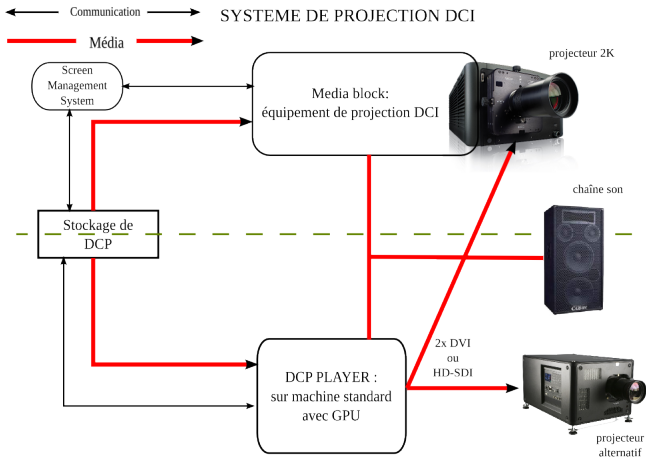 Communication
SYSTEME DE PROJECTION DCI
Média
projecteur 2K
Screen
Management
System
Media block:
équipement de projection DCI
chaîne son
Stockage de
DCP
2x DVI
ou
HD-SDI
DCP PLAYER :
sur machine standard
avec GPU
projecteur
alternatif